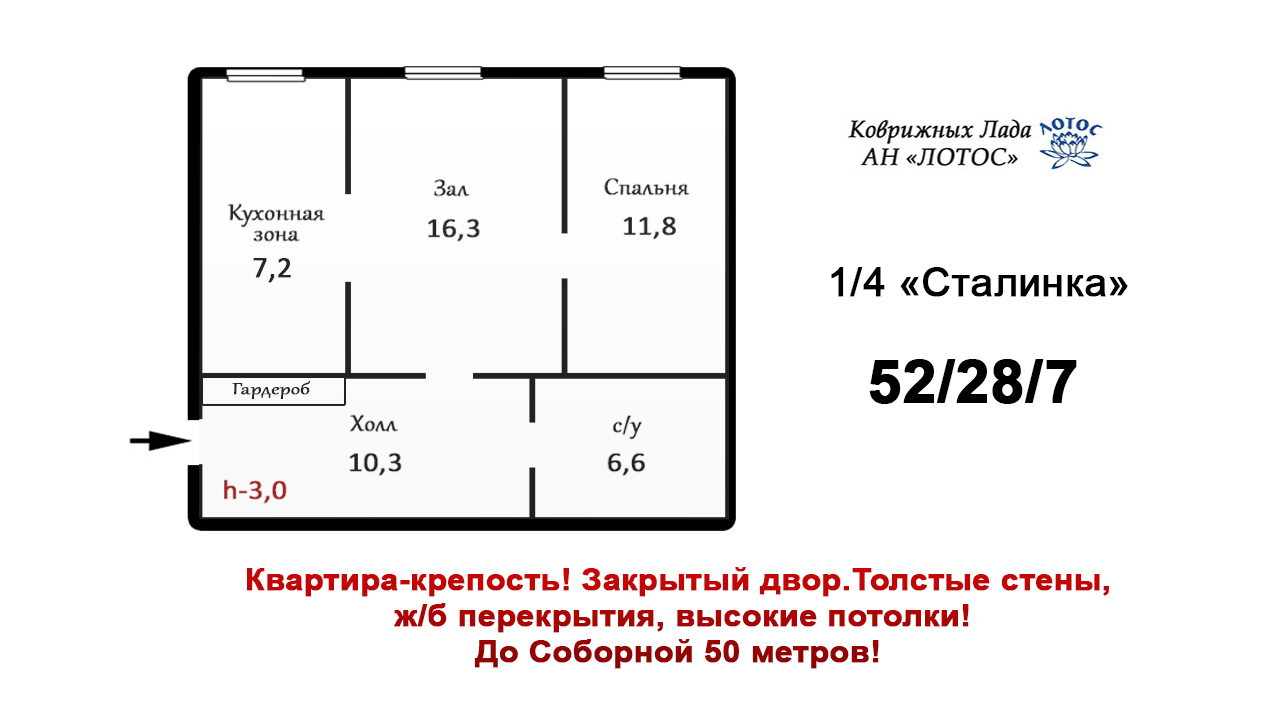 Коврижных Лада
АН «ЛОТОС»
ЛОТОС
Зал
16,3
Спальня
11,8
Кухонная
зона
7,2
1/4 «Сталинка»
52/28/7
Гардероб
Холл
10,3
с/у
6,6
h-3,0
Квартира-крепость! Закрытый двор.Толстые стены,
ж/б перекрытия, высокие потолки!
До Соборной 50 метров!